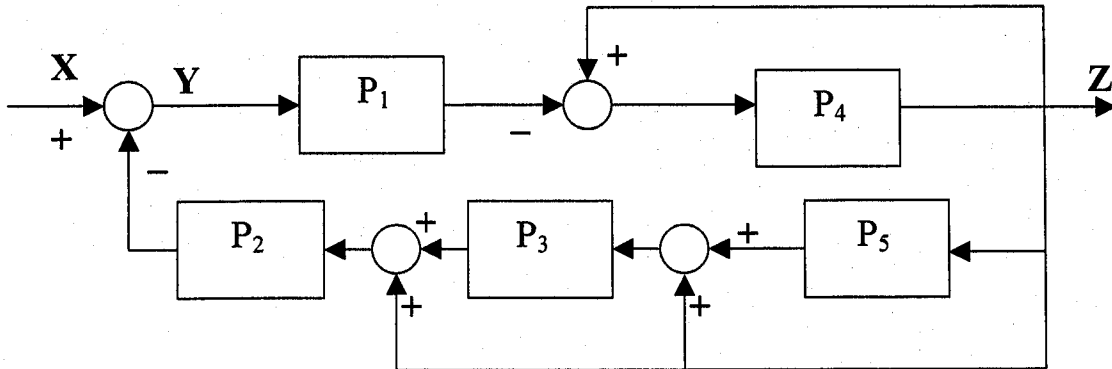 +
X Y P₁ P₄ Z
+ −
−
P₂ + P₃ + P₅
+ +